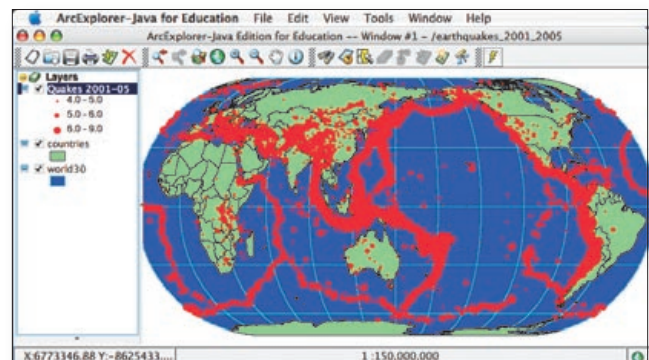 ArcExplorer-Java for Education File Edit View Tools Window Help
ArcExplorer-Java Edition for Education -- Window #1 - /earthquakes_2001_2005
Layers
Quakes 2001-05
4.0 - 5.0
5.0 - 6.0
6.0 - 9.0
countries
world30
X:6773346.88 Y:-8625433.... 1 :150,000,000